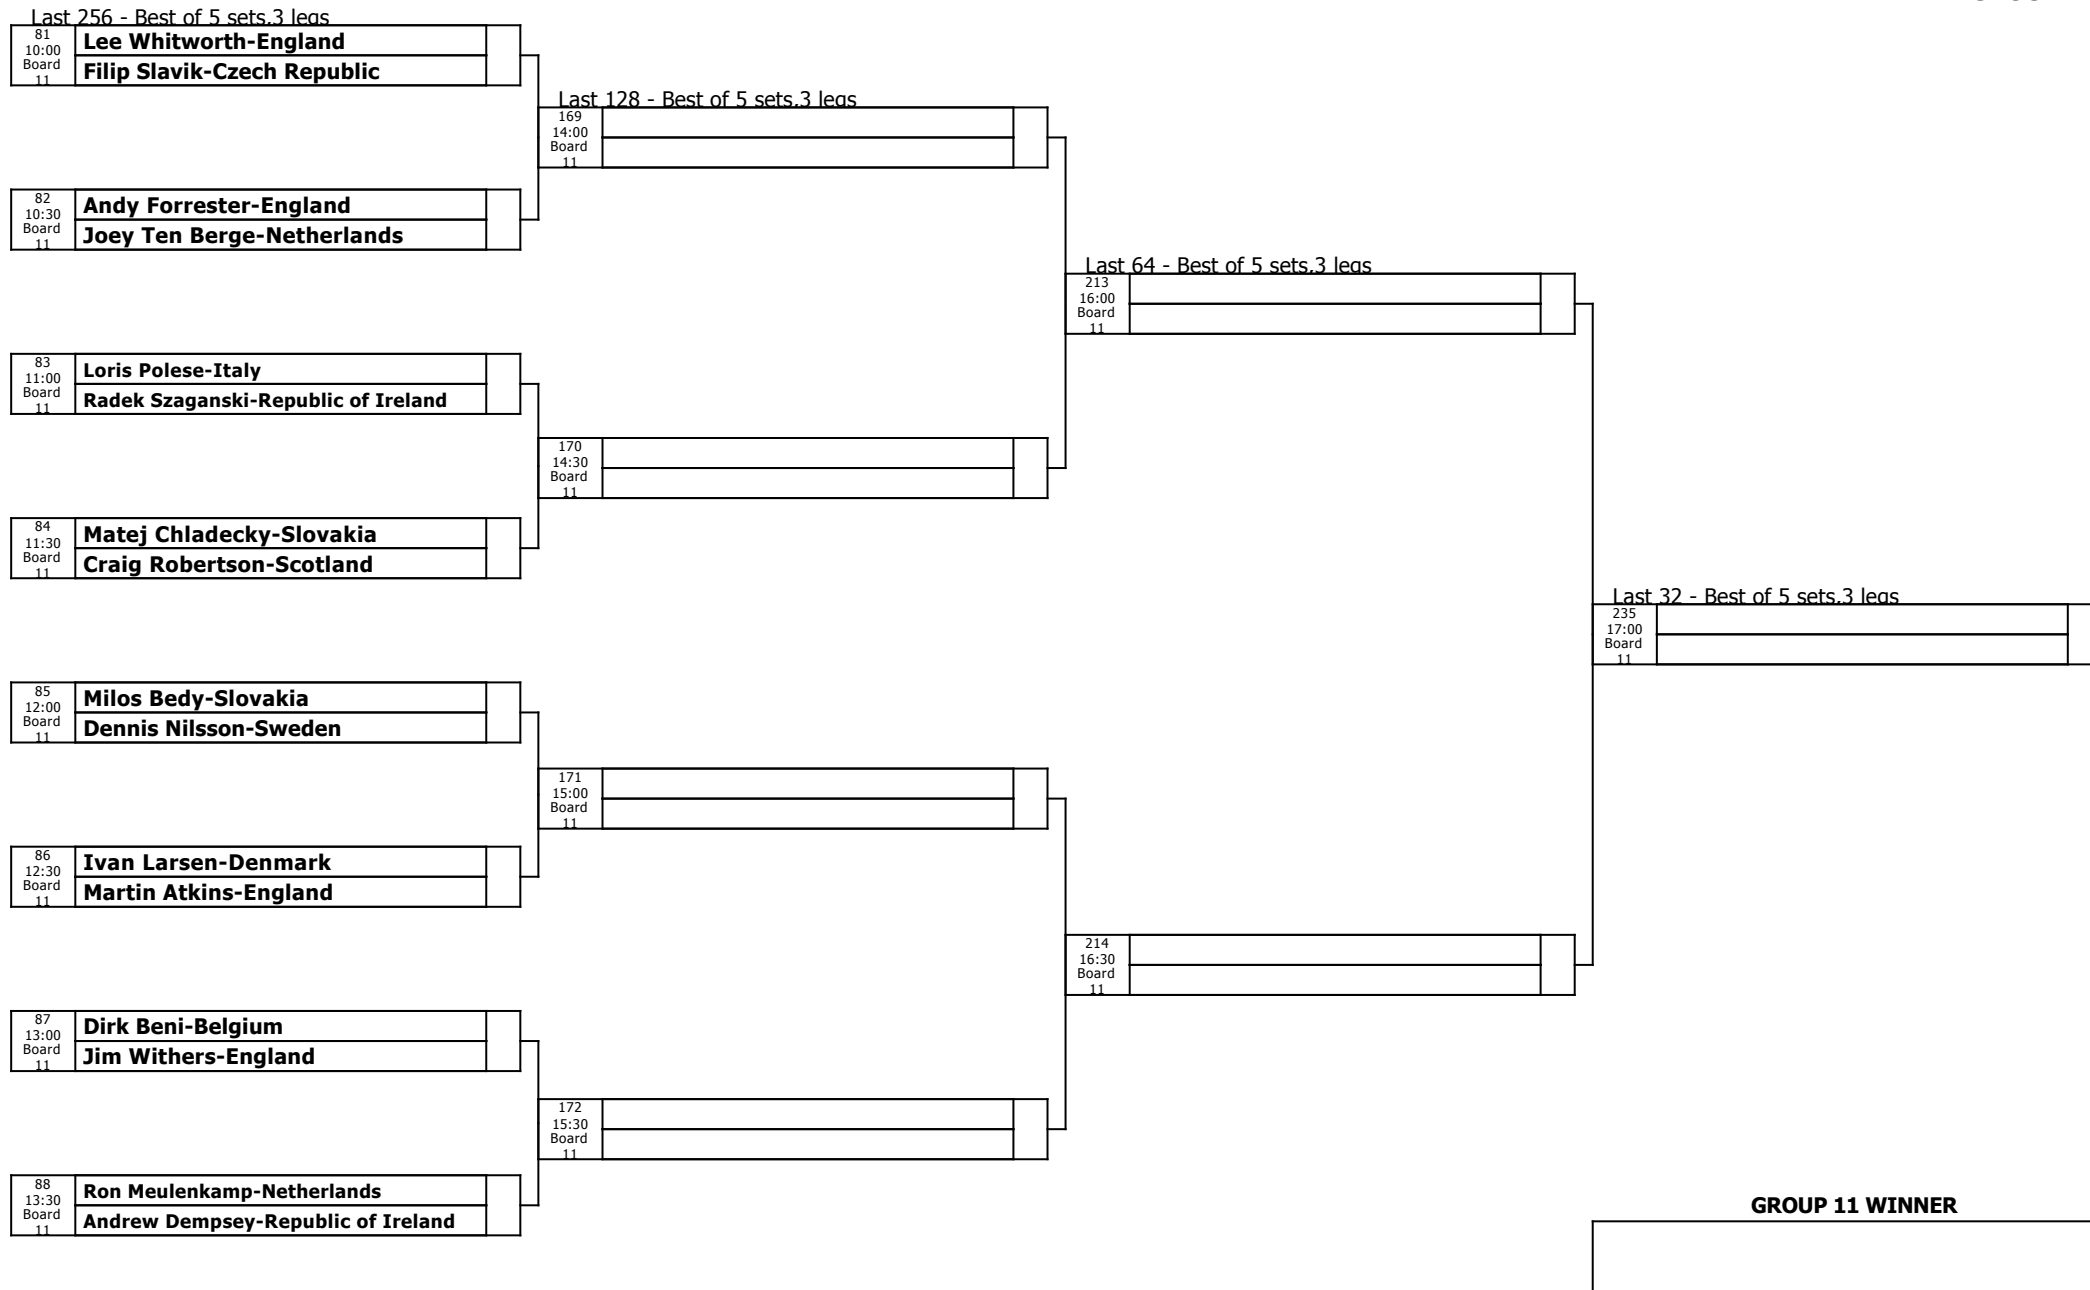 Last 256 - Best of 5 sets,3 legs
81
10:00
Board
11
Lee Whitworth-England
Filip Slavik-Czech Republic
Last 128 - Best of 5 sets,3 legs
169
14:00
Board
11
82
10:30
Board
11
Andy Forrester-England
Joey Ten Berge-Netherlands
Last 64 - Best of 5 sets,3 legs
213
16:00
Board
11
83
11:00
Board
11
Loris Polese-Italy
Radek Szaganski-Republic of Ireland
170
14:30
Board
11
84
11:30
Board
11
Matej Chladecky-Slovakia
Craig Robertson-Scotland
Last 32 - Best of 5 sets,3 legs
235
17:00
Board
11
85
12:00
Board
11
Milos Bedy-Slovakia
Dennis Nilsson-Sweden
171
15:00
Board
11
86
12:30
Board
11
Ivan Larsen-Denmark
Martin Atkins-England
214
16:30
Board
11
87
13:00
Board
11
Dirk Beni-Belgium
Jim Withers-England
172
15:30
Board
11
88
13:30
Board
11
Ron Meulenkamp-Netherlands
Andrew Dempsey-Republic of Ireland
GROUP 11 WINNER